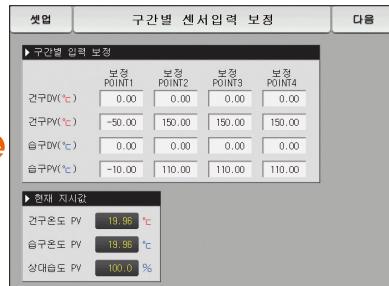 셋업 구간별 센서입력 보정 다음
▶ 구간별 입력 보정
보정 POINT1 보정 POINT2 보정 POINT3 보정 POINT4
건구DV(℃) 0.00 0.00 0.00 0.00
건구PV(℃) -50.00 150.00 150.00 150.00
습구DV(℃) 0.00 0.00 0.00 0.00
습구PV(℃) -10.00 110.00 110.00 110.00
▶ 현재 지시값
건구온도 PV 19.96 ℃
습구온도 PV 19.96 ℃
상대습도 PV 100.0 %